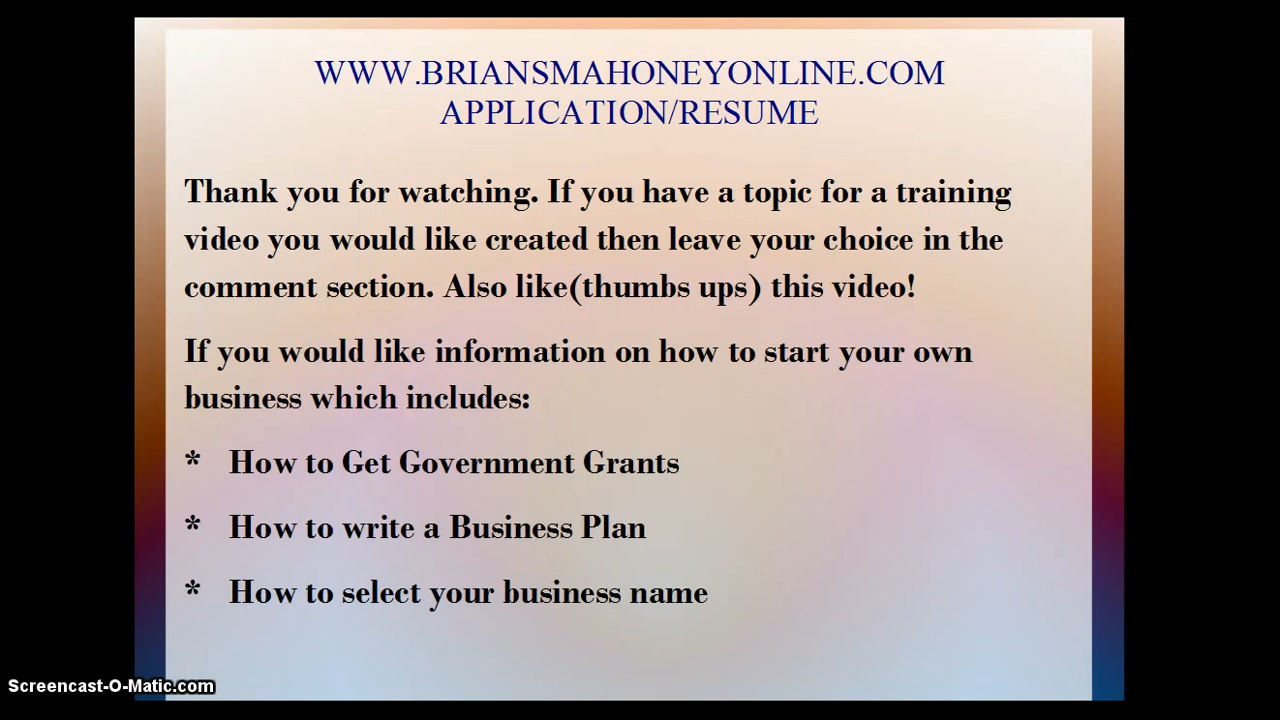 WWW.BRIANSMAHONEYONLINE.COM
APPLICATION/RESUME
Thank you for watching. If you have a topic for a training
video you would like created then leave your choice in the
comment section. Also like(thumbs ups) this video!
If you would like information on how to start your own
business which includes:
* How to Get Government Grants
* How to write a Business Plan
* How to select your business name
Screencast-O-Matic.com